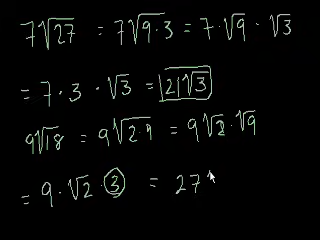 7√27 = 7√9·3 = 7·√9 · √3
= 7·3 · √3 = 21√3
9√18 = 9√2·9 = 9√2·√9
= 9·√2 · 3 = 27